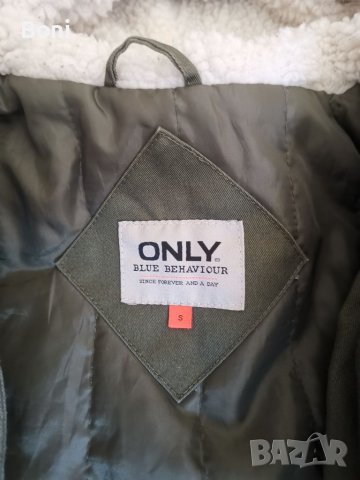 Boni
ONLY®
BLUE BEHAVIOUR
SINCE FOREVER AND A DAY
S
BAZAR